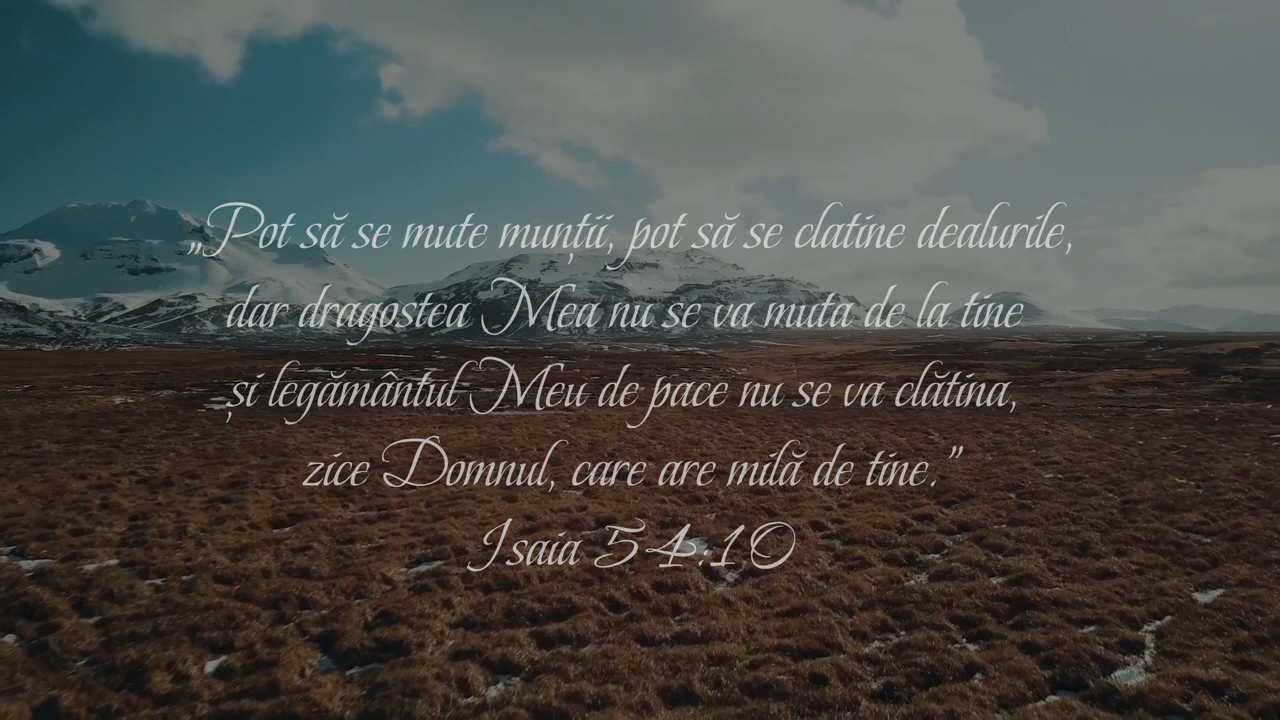 „Pot să se mute munții, pot să se clatine dealurile,
dar dragostea Mea nu se va muta de la tine
și legământul Meu de pace nu se va clătina,
zice Domnul, care are milă de tine.”
Isaia 54:10